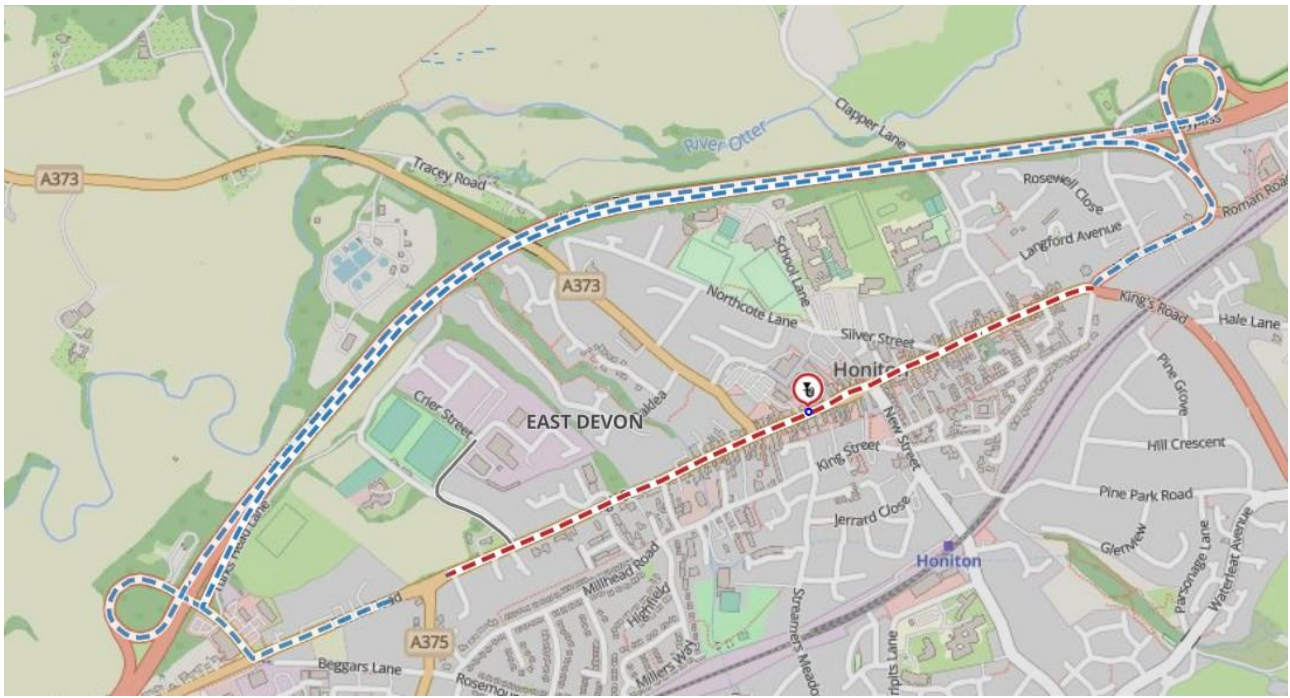 Clapper Lane
River Otter
A373
Tracey Road
Rosewell Close
Roman Road
Langford Avenue
School Lane
A373
Northcote Lane
King's Road
Hale Lane
Silver Street
Pine Grove
Crier Street
EAST DEVON
New Street
Hill Crescent
King Street
Pine Park Road
Jerrard Close
Glenview
Honiton
Parsonage Lane
Waterleat Avenue
Millhead Road
Highfield
A375
Millers Way
Beggars Lane